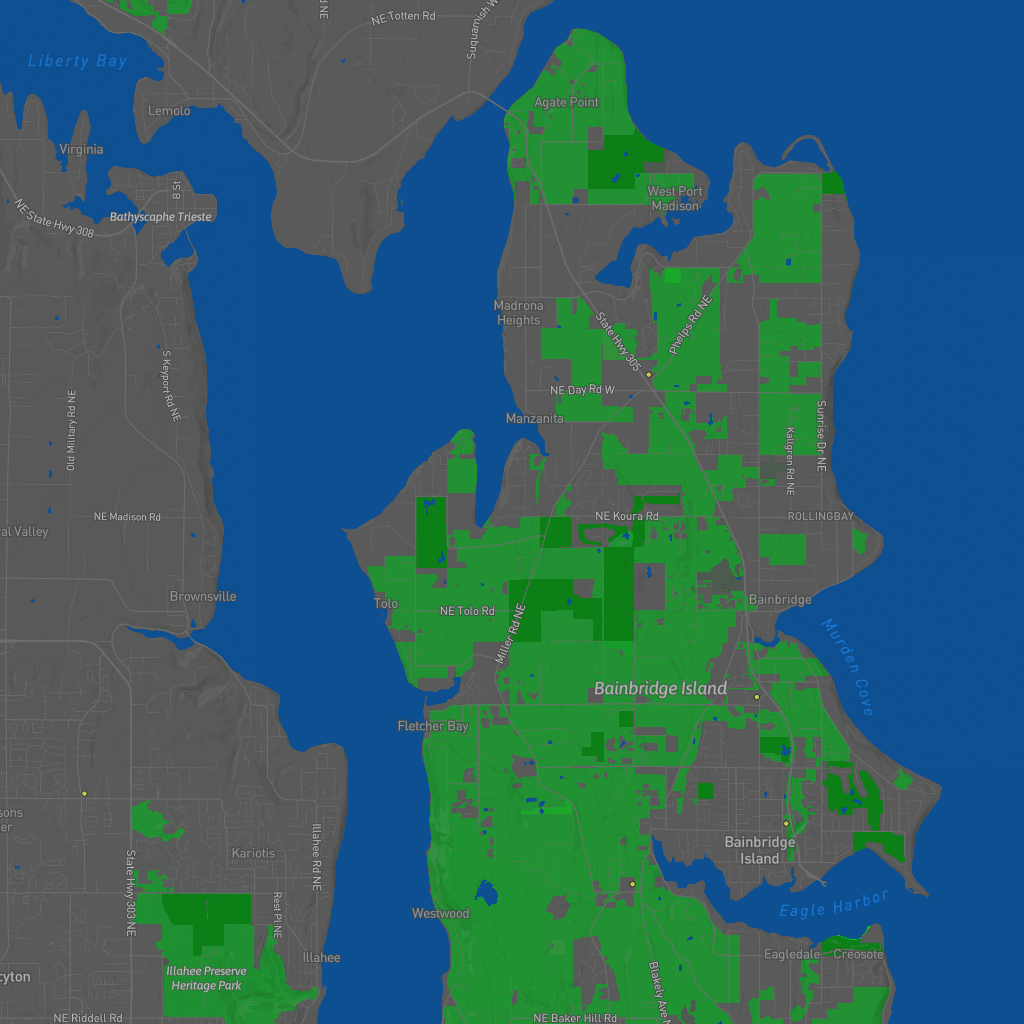 NE Totten Rd
Liberty Bay
Agate Point
Lemolo
Virginia
B St
West Port
Madison
Bathyscaphe Trieste
NE State Hwy 308
Madrona
Heights
State Hwy 305
Phelps Rd NE
S Keyport Rd NE
NE Day Rd W
Old Military Rd NE
Manzanita
Sunrise Dr NE
Kallgren Rd NE
NE Madison Rd
NE Koura Rd
ROLLINGBAY
Valley
Brownsville
Tolo
NE Tolo Rd
Bainbridge
Miller Rd NE
Murden Cove
Bainbridge Island
Fletcher Bay
Illahee Rd NE
Kariotis
Bainbridge
Island
State Hwy 303 NE
Rest Pl NE
Westwood
Eagle Harbor
Illahee
Eagledale
Creosote
Illahee Preserve
Heritage Park
Blakely Ave
NE Riddell Rd
NE Baker Hill Rd